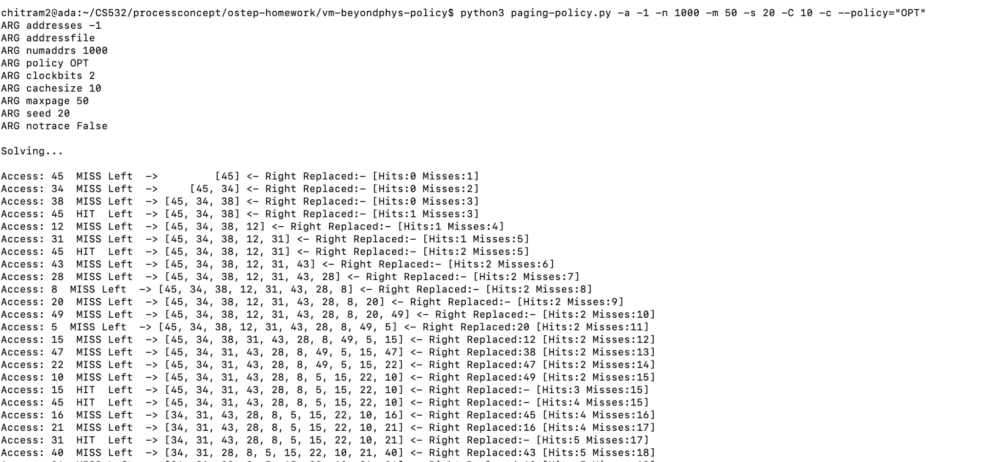 chitram2@ada:~/CS532/processconcept/ostep-homework/vm-beyondphys-policy$ python3 paging-policy.py -a -1 -n 1000 -m 50 -s 20 -C 10 -c --policy="OPT"
ARG addresses -1
ARG addressfile
ARG numaddrs 1000
ARG policy OPT
ARG clockbits 2
ARG cachesize 10
ARG maxpage 50
ARG seed 20
ARG notrace False
Solving...
Access: 45  MISS Left  ->         [45] <- Right Replaced:- [Hits:0 Misses:1]
Access: 34  MISS Left  ->     [45, 34] <- Right Replaced:- [Hits:0 Misses:2]
Access: 38  MISS Left  -> [45, 34, 38] <- Right Replaced:- [Hits:0 Misses:3]
Access: 45  HIT  Left  -> [45, 34, 38] <- Right Replaced:- [Hits:1 Misses:3]
Access: 12  MISS Left  -> [45, 34, 38, 12] <- Right Replaced:- [Hits:1 Misses:4]
Access: 31  MISS Left  -> [45, 34, 38, 12, 31] <- Right Replaced:- [Hits:1 Misses:5]
Access: 45  HIT  Left  -> [45, 34, 38, 12, 31] <- Right Replaced:- [Hits:2 Misses:5]
Access: 43  MISS Left  -> [45, 34, 38, 12, 31, 43] <- Right Replaced:- [Hits:2 Misses:6]
Access: 28  MISS Left  -> [45, 34, 38, 12, 31, 43, 28] <- Right Replaced:- [Hits:2 Misses:7]
Access: 8  MISS Left  -> [45, 34, 38, 12, 31, 43, 28, 8] <- Right Replaced:- [Hits:2 Misses:8]
Access: 20  MISS Left  -> [45, 34, 38, 12, 31, 43, 28, 8, 20] <- Right Replaced:- [Hits:2 Misses:9]
Access: 49  MISS Left  -> [45, 34, 38, 12, 31, 43, 28, 8, 20, 49] <- Right Replaced:- [Hits:2 Misses:10]
Access: 5  MISS Left  -> [45, 34, 38, 12, 31, 43, 28, 8, 49, 5] <- Right Replaced:20 [Hits:2 Misses:11]
Access: 15  MISS Left  -> [45, 34, 38, 31, 43, 28, 8, 49, 5, 15] <- Right Replaced:12 [Hits:2 Misses:12]
Access: 47  MISS Left  -> [45, 34, 31, 43, 28, 8, 49, 5, 15, 47] <- Right Replaced:38 [Hits:2 Misses:13]
Access: 22  MISS Left  -> [45, 34, 31, 43, 28, 8, 49, 5, 15, 22] <- Right Replaced:47 [Hits:2 Misses:14]
Access: 10  MISS Left  -> [45, 34, 31, 43, 28, 8, 5, 15, 22, 10] <- Right Replaced:49 [Hits:2 Misses:15]
Access: 15  HIT  Left  -> [45, 34, 31, 43, 28, 8, 5, 15, 22, 10] <- Right Replaced:- [Hits:3 Misses:15]
Access: 45  HIT  Left  -> [45, 34, 31, 43, 28, 8, 5, 15, 22, 10] <- Right Replaced:- [Hits:4 Misses:15]
Access: 16  MISS Left  -> [34, 31, 43, 28, 8, 5, 15, 22, 10, 16] <- Right Replaced:45 [Hits:4 Misses:16]
Access: 21  MISS Left  -> [34, 31, 43, 28, 8, 5, 15, 22, 10, 21] <- Right Replaced:16 [Hits:4 Misses:17]
Access: 31  HIT  Left  -> [34, 31, 43, 28, 8, 5, 15, 22, 10, 21] <- Right Replaced:- [Hits:5 Misses:17]
Access: 40  MISS Left  -> [34, 31, 28, 8, 5, 15, 22, 10, 21, 40] <- Right Replaced:43 [Hits:5 Misses:18]